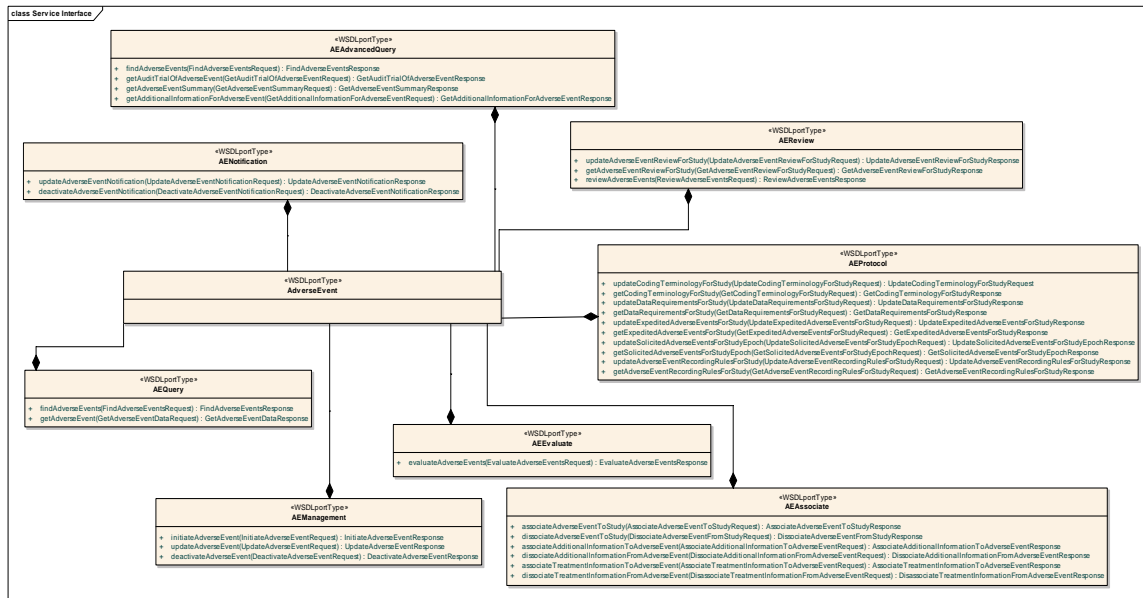 class Service Interface
«WSDLportType»
AEAdvancedQuery
+ findAdverseEvents(FindAdverseEventsRequest) : FindAdverseEventsResponse
+ getAuditTrialOfAdverseEvent(GetAuditTrialOfAdverseEventRequest) : GetAuditTrialOfAdverseEventResponse
+ getAdverseEventSummary(GetAdverseEventSummaryRequest) : GetAdverseEventSummaryResponse
+ getAdditionalInformationForAdverseEvent(GetAdditionalInformationForAdverseEventRequest) : GetAdditionalInformationForAdverseEventResponse
«WSDLportType»
AENotification
+ updateAdverseEventNotification(UpdateAdverseEventNotificationRequest) : UpdateAdverseEventNotificationResponse
+ deactivateAdverseEventNotification(DeactivateAdverseEventNotificationRequest) : DeactivateAdverseEventNotificationResponse
«WSDLportType»
AEReview
+ updateAdverseEventReviewForStudy(UpdateAdverseEventReviewForStudyRequest) : UpdateAdverseEventReviewForStudyResponse
+ getAdverseEventReviewForStudy(GetAdverseEventReviewForStudyRequest) : GetAdverseEventReviewForStudyResponse
+ reviewAdverseEvents(ReviewAdverseEventsRequest) : ReviewAdverseEventsResponse
«WSDLportType»
AdverseEvent
«WSDLportType»
AEProtocol
+ updateCodingTerminologyForStudy(UpdateCodingTerminologyForStudyRequest) : UpdateCodingTerminologyForStudyRequest
+ getCodingTerminologyForStudy(GetCodingTerminologyForStudyRequest) : GetCodingTerminologyForStudyResponse
+ updateDataRequirementsForStudy(UpdateDataRequirementsForStudyRequest) : UpdateDataRequirementsForStudyResponse
+ getDataRequirementsForStudy(GetDataRequirementsForStudyRequest) : GetDataRequirementsForStudyResponse
+ updateExpeditedAdverseEventsForStudy(UpdateExpeditedAdverseEventsForStudyRequest) : UpdateExpeditedAdverseEventsForStudyResponse
+ getExpeditedAdverseEventsForStudy(GetExpeditedAdverseEventsForStudyRequest) : GetExpeditedAdverseEventsForStudyResponse
+ updateSolicitedAdverseEventsForStudyEpoch(UpdateSolicitedAdverseEventsForStudyEpochRequest) : UpdateSolicitedAdverseEventsForStudyEpochResponse
+ getSolicitedAdverseEventsForStudyEpoch(GetSolicitedAdverseEventsForStudyEpochRequest) : GetSolicitedAdverseEventsForStudyEpochResponse
+ updateAdverseEventRecordingRulesForStudy(UpdateAdverseEventRecordingRulesForStudyRequest) : UpdateAdverseEventRecordingRulesForStudyResponse
+ getAdverseEventRecordingRulesForStudy(GetAdverseEventRecordingRulesForStudyRequest) : GetAdverseEventRecordingRulesForStudyResponse
«WSDLportType»
AEQuery
+ findAdverseEvents(FindAdverseEventsRequest) : FindAdverseEventsResponse
+ getAdverseEvent(GetAdverseEventDataRequest) : GetAdverseEventDataResponse
«WSDLportType»
AEEvaluate
+ evaluateAdverseEvents(EvaluateAdverseEventsRequest) : EvaluateAdverseEventsResponse
«WSDLportType»
AEManagement
+ initiateAdverseEvent(InitiateAdverseEventRequest) : InitiateAdverseEventResponse
+ updateAdverseEvent(UpdateAdverseEventRequest) : UpdateAdverseEventResponse
+ deactivateAdverseEvent(DeactivateAdverseEventRequest) : DeactivateAdverseEventResponse
«WSDLportType»
AEAssociate
+ associateAdverseEventToStudy(AssociateAdverseEventToStudyRequest) : AssociateAdverseEventToStudyResponse
+ dissociateAdverseEventToStudy(DissociateAdverseEventFromStudyRequest) : DissociateAdverseEventFromStudyResponse
+ associateAdditionalInformationToAdverseEvent(AssociateAdditionalInformationToAdverseEventRequest) : AssociateAdditionalInformationToAdverseEventResponse
+ dissociateAdditionalInformationFromAdverseEvent(DissociateAdditionalInformationFromAdverseEventRequest) : DissociateAdditionalInformationFromAdverseEventResponse
+ associateTreatmentInformationToAdverseEvent(AssociateTreatmentInformationToAdverseEventRequest) : AssociateTreatmentInformationToAdverseEventResponse
+ dissociateTreatmentInformationFromAdverseEvent(DisassociateTreatmentInformationFromAdverseEventRequest) : DisassociateTreatmentInformationFromAdverseEventResponse